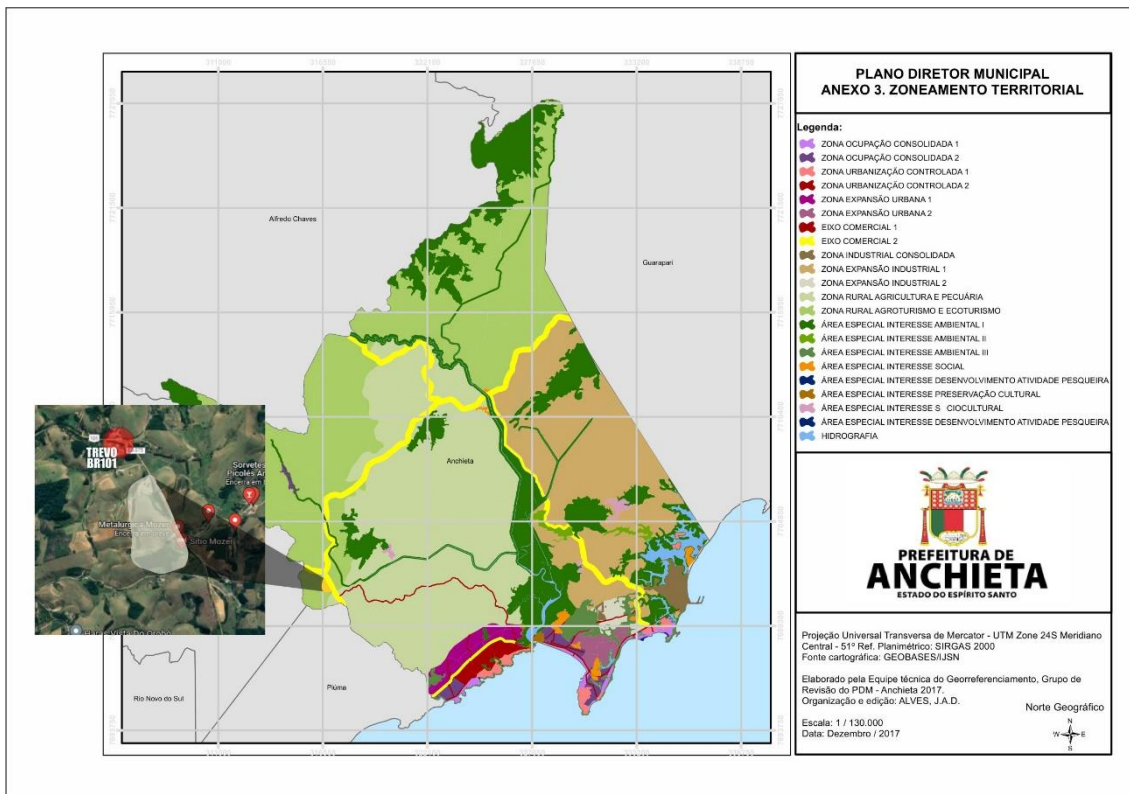 PLANO DIRETOR MUNICIPAL
ANEXO 3. ZONEAMENTO TERRITORIAL
Legenda:
ZONA OCUPAÇÃO CONSOLIDADA 1
ZONA OCUPAÇÃO CONSOLIDADA 2
ZONA URBANIZAÇÃO CONTROLADA 1
ZONA URBANIZAÇÃO CONTROLADA 2
ZONA EXPANSÃO URBANA 1
ZONA EXPANSÃO URBANA 2
EIXO COMERCIAL 1
EIXO COMERCIAL 2
ZONA INDUSTRIAL CONSOLIDADA
ZONA EXPANSÃO INDUSTRIAL 1
ZONA EXPANSÃO INDUSTRIAL 2
ZONA RURAL AGRICULTURA E PECUÁRIA
ZONA RURAL AGROTURISMO E ECOTURISMO
ÁREA ESPECIAL INTERESSE AMBIENTAL I
ÁREA ESPECIAL INTERESSE AMBIENTAL II
ÁREA ESPECIAL INTERESSE AMBIENTAL III
ÁREA ESPECIAL INTERESSE SOCIAL
ÁREA ESPECIAL INTERESSE DESENVOLVIMENTO ATIVIDADE PESQUEIRA
ÁREA ESPECIAL INTERESSE PRESERVAÇÃO CULTURAL
ÁREA ESPECIAL INTERESSE S CIOCULTURAL
ÁREA ESPECIAL INTERESSE DESENVOLVIMENTO ATIVIDADE PESQUEIRA
HIDROGRAFIA
PREFEITURA DE
ANCHIETA
ESTADO DO ESPÍRITO SANTO
Projeção Universal Transversa de Mercator - UTM Zone 24S Meridiano
Central - 51º Ref. Planimétrico: SIRGAS 2000
Fonte cartográfica: GEOBASES/IJSN
Elaborado pela Equipe técnica do Georreferenciamento, Grupo de
Revisão do PDM - Anchieta 2017.
Organização e edição: ALVES, J.A.D.
Norte Geográfico
Escala: 1 / 130.000
Data: Dezembro / 2017
N
W E
S
Alfredo Chaves
Guarapari
Anchieta
Piúma
Rio Novo do Sul
TREVO
BR101
Sorvetes
Picolés
Encerra em
Metalurgica Mozer
Sibo Mozer